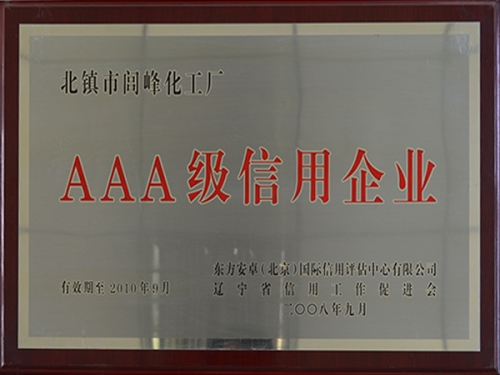 北镇市闾峰化工厂
AAA级信用企业
东方安卓(北京)国际信用评估中心有限公司
有效期至2010年9月
辽宁省信用工作促进会
二〇〇八年九月